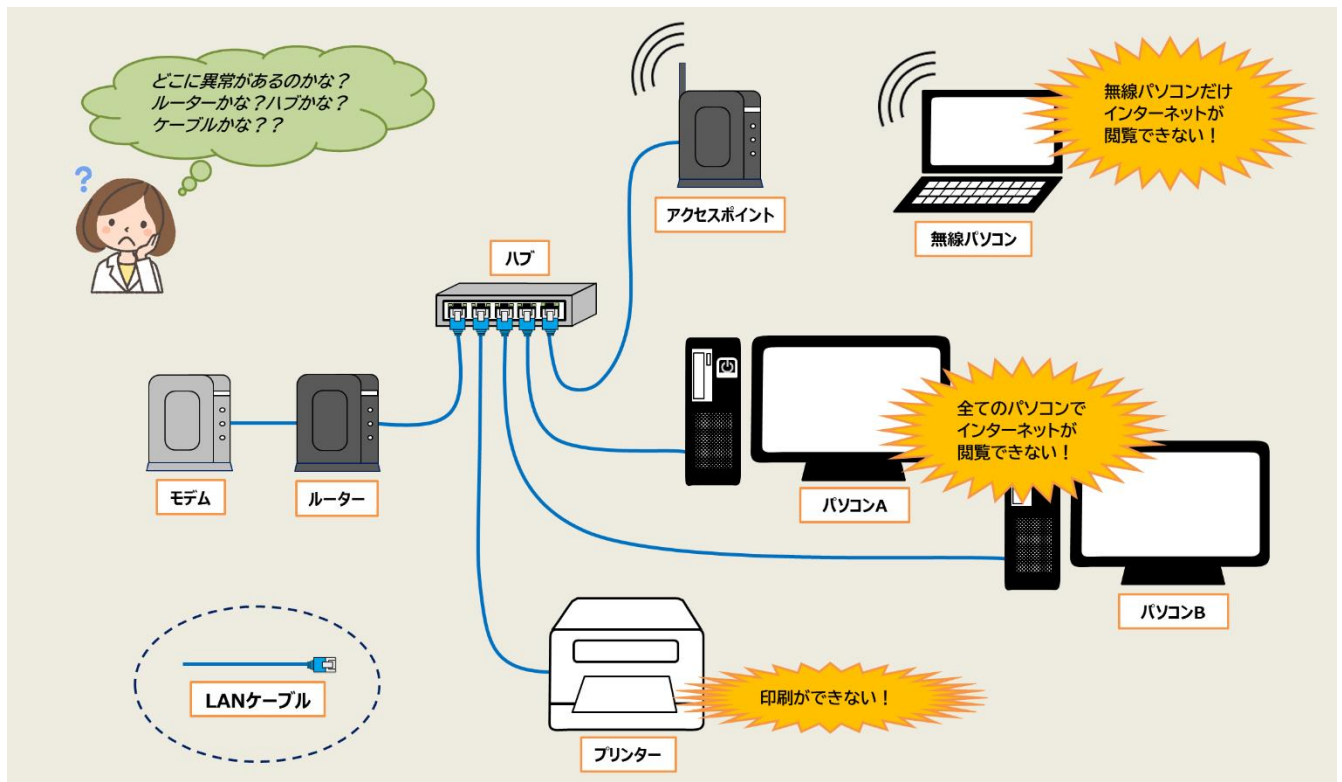 どこに異常があるのかな？
ルーターかな？ハブかな？
ケーブルかな？？
?
無線パソコンだけ
インターネットが
閲覧できない！
アクセスポイント
無線パソコン
ハブ
全てのパソコンで
インターネットが
閲覧できない！
モデム
ルーター
パソコンA
パソコンB
LANケーブル
印刷ができない！
プリンター